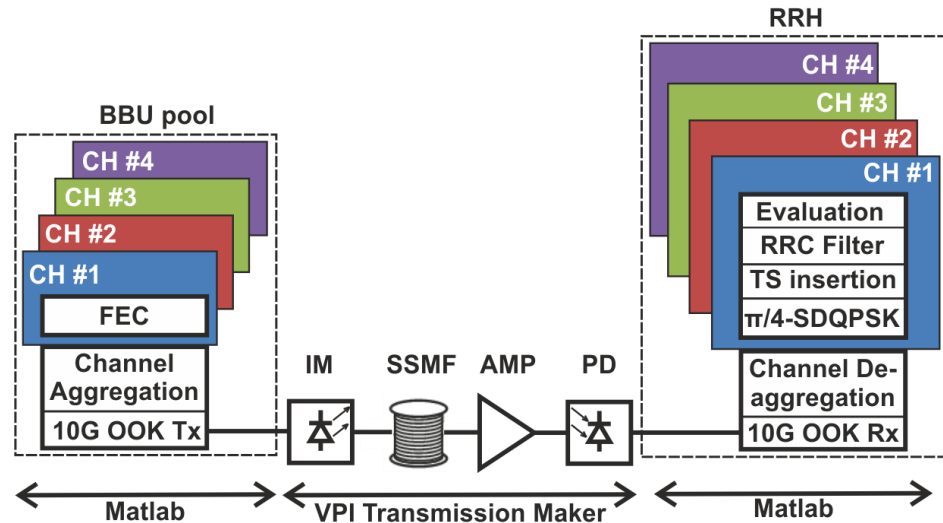 BBU pool
CH #4
CH #3
CH #2
CH #1
FEC
Channel
Aggregation
10G OOK Tx
IM
SSMF
AMP
PD
RRH
CH #4
CH #3
CH #2
CH #1
Evaluation
RRC Filter
TS insertion
π/4-SDQPSK
Channel De-
aggregation
10G OOK Rx
Matlab
VPI Transmission Maker
Matlab